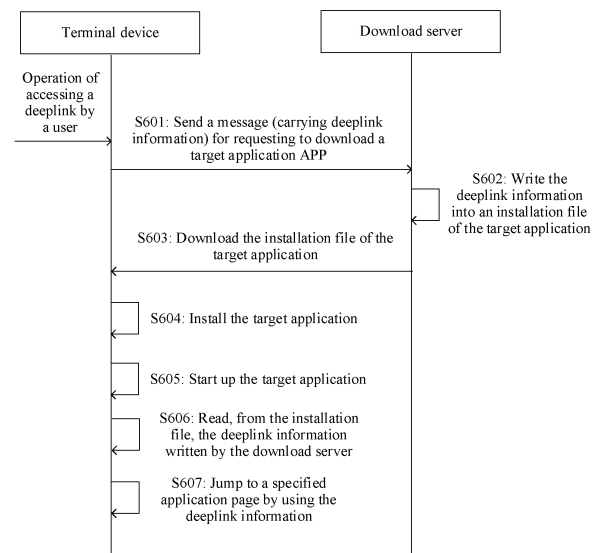 Terminal device
Download server
Operation of
accessing a
deeplink by
a user
S601: Send a message (carrying deeplink
information) for requesting to download a
target application APP
S602: Write the
deeplink information
into an installation file
of the target application
S603: Download the installation file of the
target application
S604: Install the target application
S605: Start up the target application
S606: Read, from the installation
file, the deeplink information
written by the download server
S607: Jump to a specified
application page by using the
deeplink information